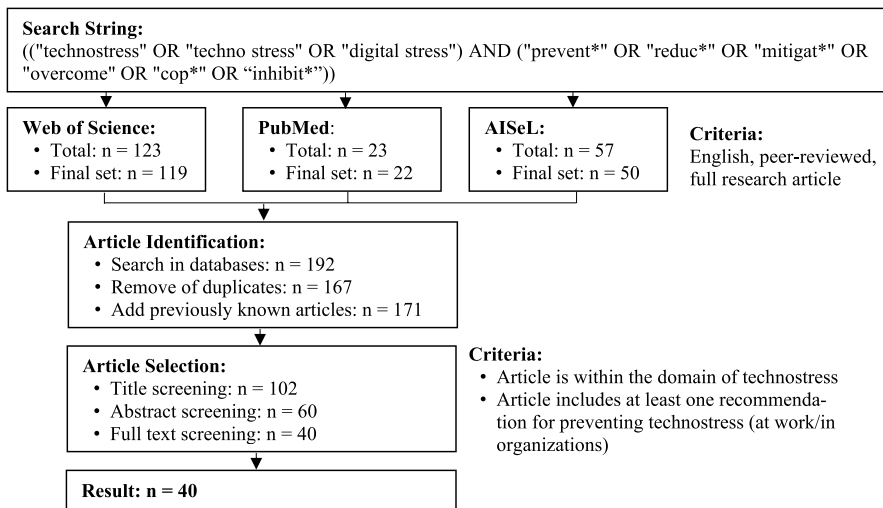 Search String:
(("technostress" OR "techno stress" OR "digital stress") AND ("prevent*" OR "reduc*" OR "mitigat*" OR
"overcome" OR "cop*" OR “inhibit*”))
Web of Science:
• Total: n = 123
• Final set: n = 119
PubMed:
• Total: n = 23
• Final set: n = 22
AISeL:
• Total: n = 57
• Final set: n = 50
Criteria:
English, peer-reviewed,
full research article
Article Identification:
• Search in databases: n = 192
• Remove of duplicates: n = 167
• Add previously known articles: n = 171
Article Selection:
• Title screening: n = 102
• Abstract screening: n = 60
• Full text screening: n = 40
Criteria:
• Article is within the domain of technostress
• Article includes at least one recommenda-
tion for preventing technostress (at work/in
organizations)
Result: n = 40